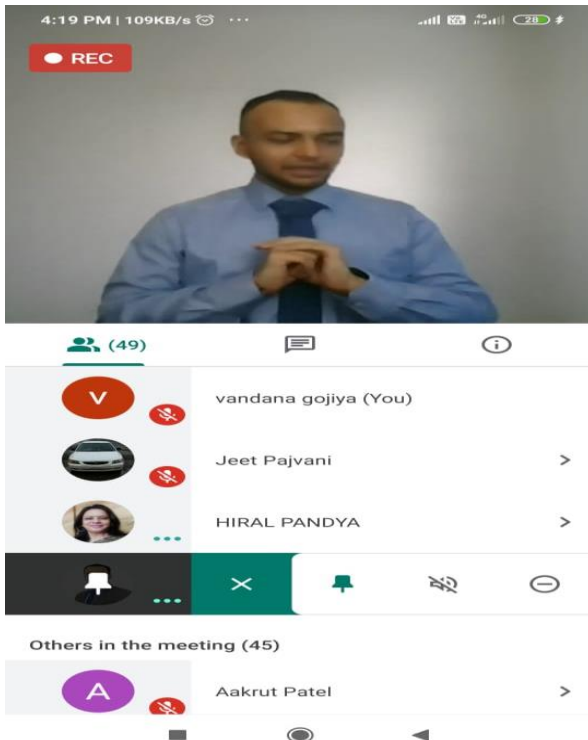 4:19 PM | 109KB/s
4G
28
REC
(49)
V
vandana gojiya (You)
Jeet Pajvani
HIRAL PANDYA
Others in the meeting (45)
A
Aakrut Patel